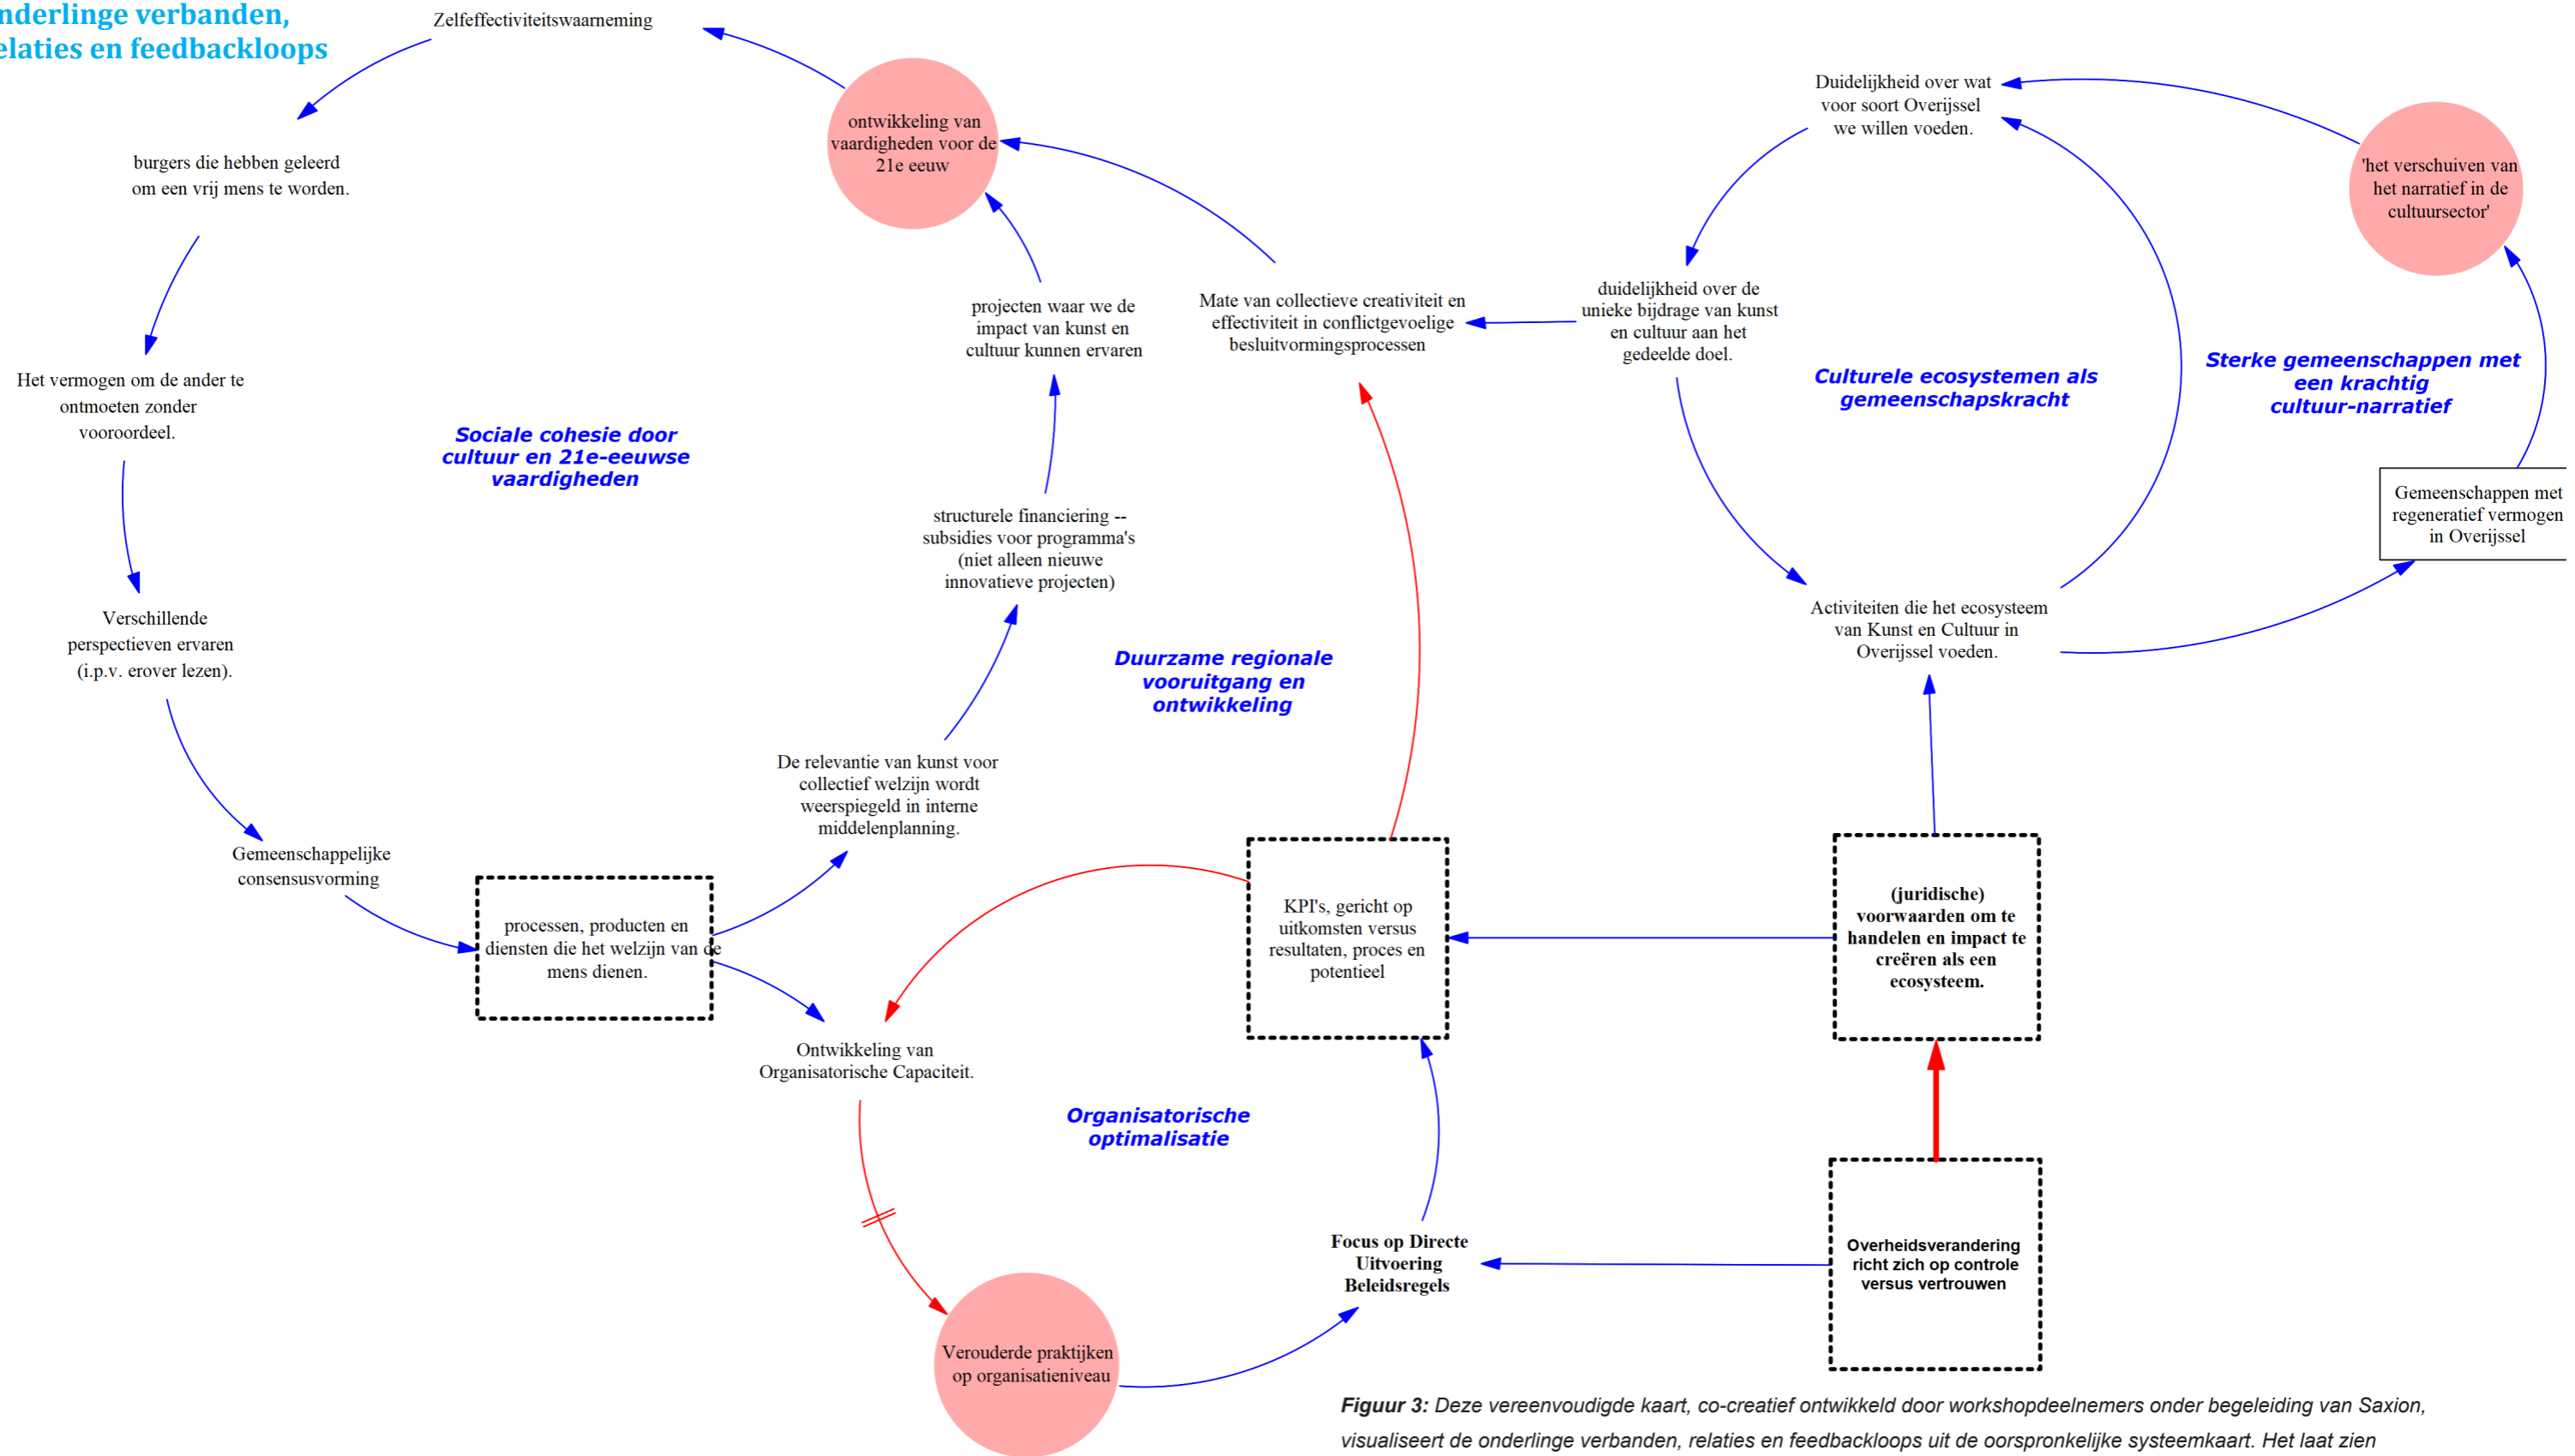 nderlinge verbanden,
elaties en feedbackloops
Zelfeffectiviteitswaarneming
burgers die hebben geleerd
om een vrij mens te worden.
Het vermogen om de ander te
ontmoeten zonder
vooroordeel.
Verschillende
perspectieven ervaren
(i.p.v. erover lezen).
Gemeenschappelijke
consensusvorming
processen, producten en
diensten die het welzijn van de
mens dienen.
Sociale cohesie door
cultuur en 21e-eeuwse
vaardigheden
ontwikkeling van
vaardigheden voor de
21e eeuw
projecten waar we de
impact van kunst en
cultuur kunnen ervaren
structurele financiering --
subsidies voor programma's
(niet alleen nieuwe
innovatieve projecten)
De relevantie van kunst voor
collectief welzijn wordt
weerspiegeld in interne
middelenplanning.
Ontwikkeling van
Organisatorische Capaciteit.
Verouderde praktijken
op organisatieniveau
Organisatorische
optimalisatie
Duurzame regionale
vooruitgang en
ontwikkeling
Mate van collectieve creativiteit en
effectiviteit in conflictgevoelige
besluitvormingsprocessen
KPI's, gericht op
uitkomsten versus
resultaten, proces en
potentieel
Focus op Directe
Uitvoering
Beleidsregels
Duidelijkheid over wat
voor soort Overijssel
we willen voeden.
duidelijkheid over de
unieke bijdrage van kunst
en cultuur aan het
gedeelde doel.
Culturele ecosystemen als
gemeenschapskracht
Activiteiten die het ecosysteem
van Kunst en Cultuur in
Overijssel voeden.
(juridische)
voorwaarden om te
handelen en impact te
creëren als een
ecosysteem.
Overheidsverandering
richt zich op controle
versus vertrouwen
'het verschuiven van
het narratief in de
cultuursector'
Sterke gemeenschappen met
een krachtig
cultuur-narratief
Gemeenschappen met
regeneratief vermogen
in Overijssel
Figuur 3: Deze vereenvoudigde kaart, co-creatief ontwikkeld door workshopdeelnemers onder begeleiding van Saxion,
visualiseert de onderlinge verbanden, relaties en feedbackloops uit de oorspronkelijke systeemkaart. Het laat zien